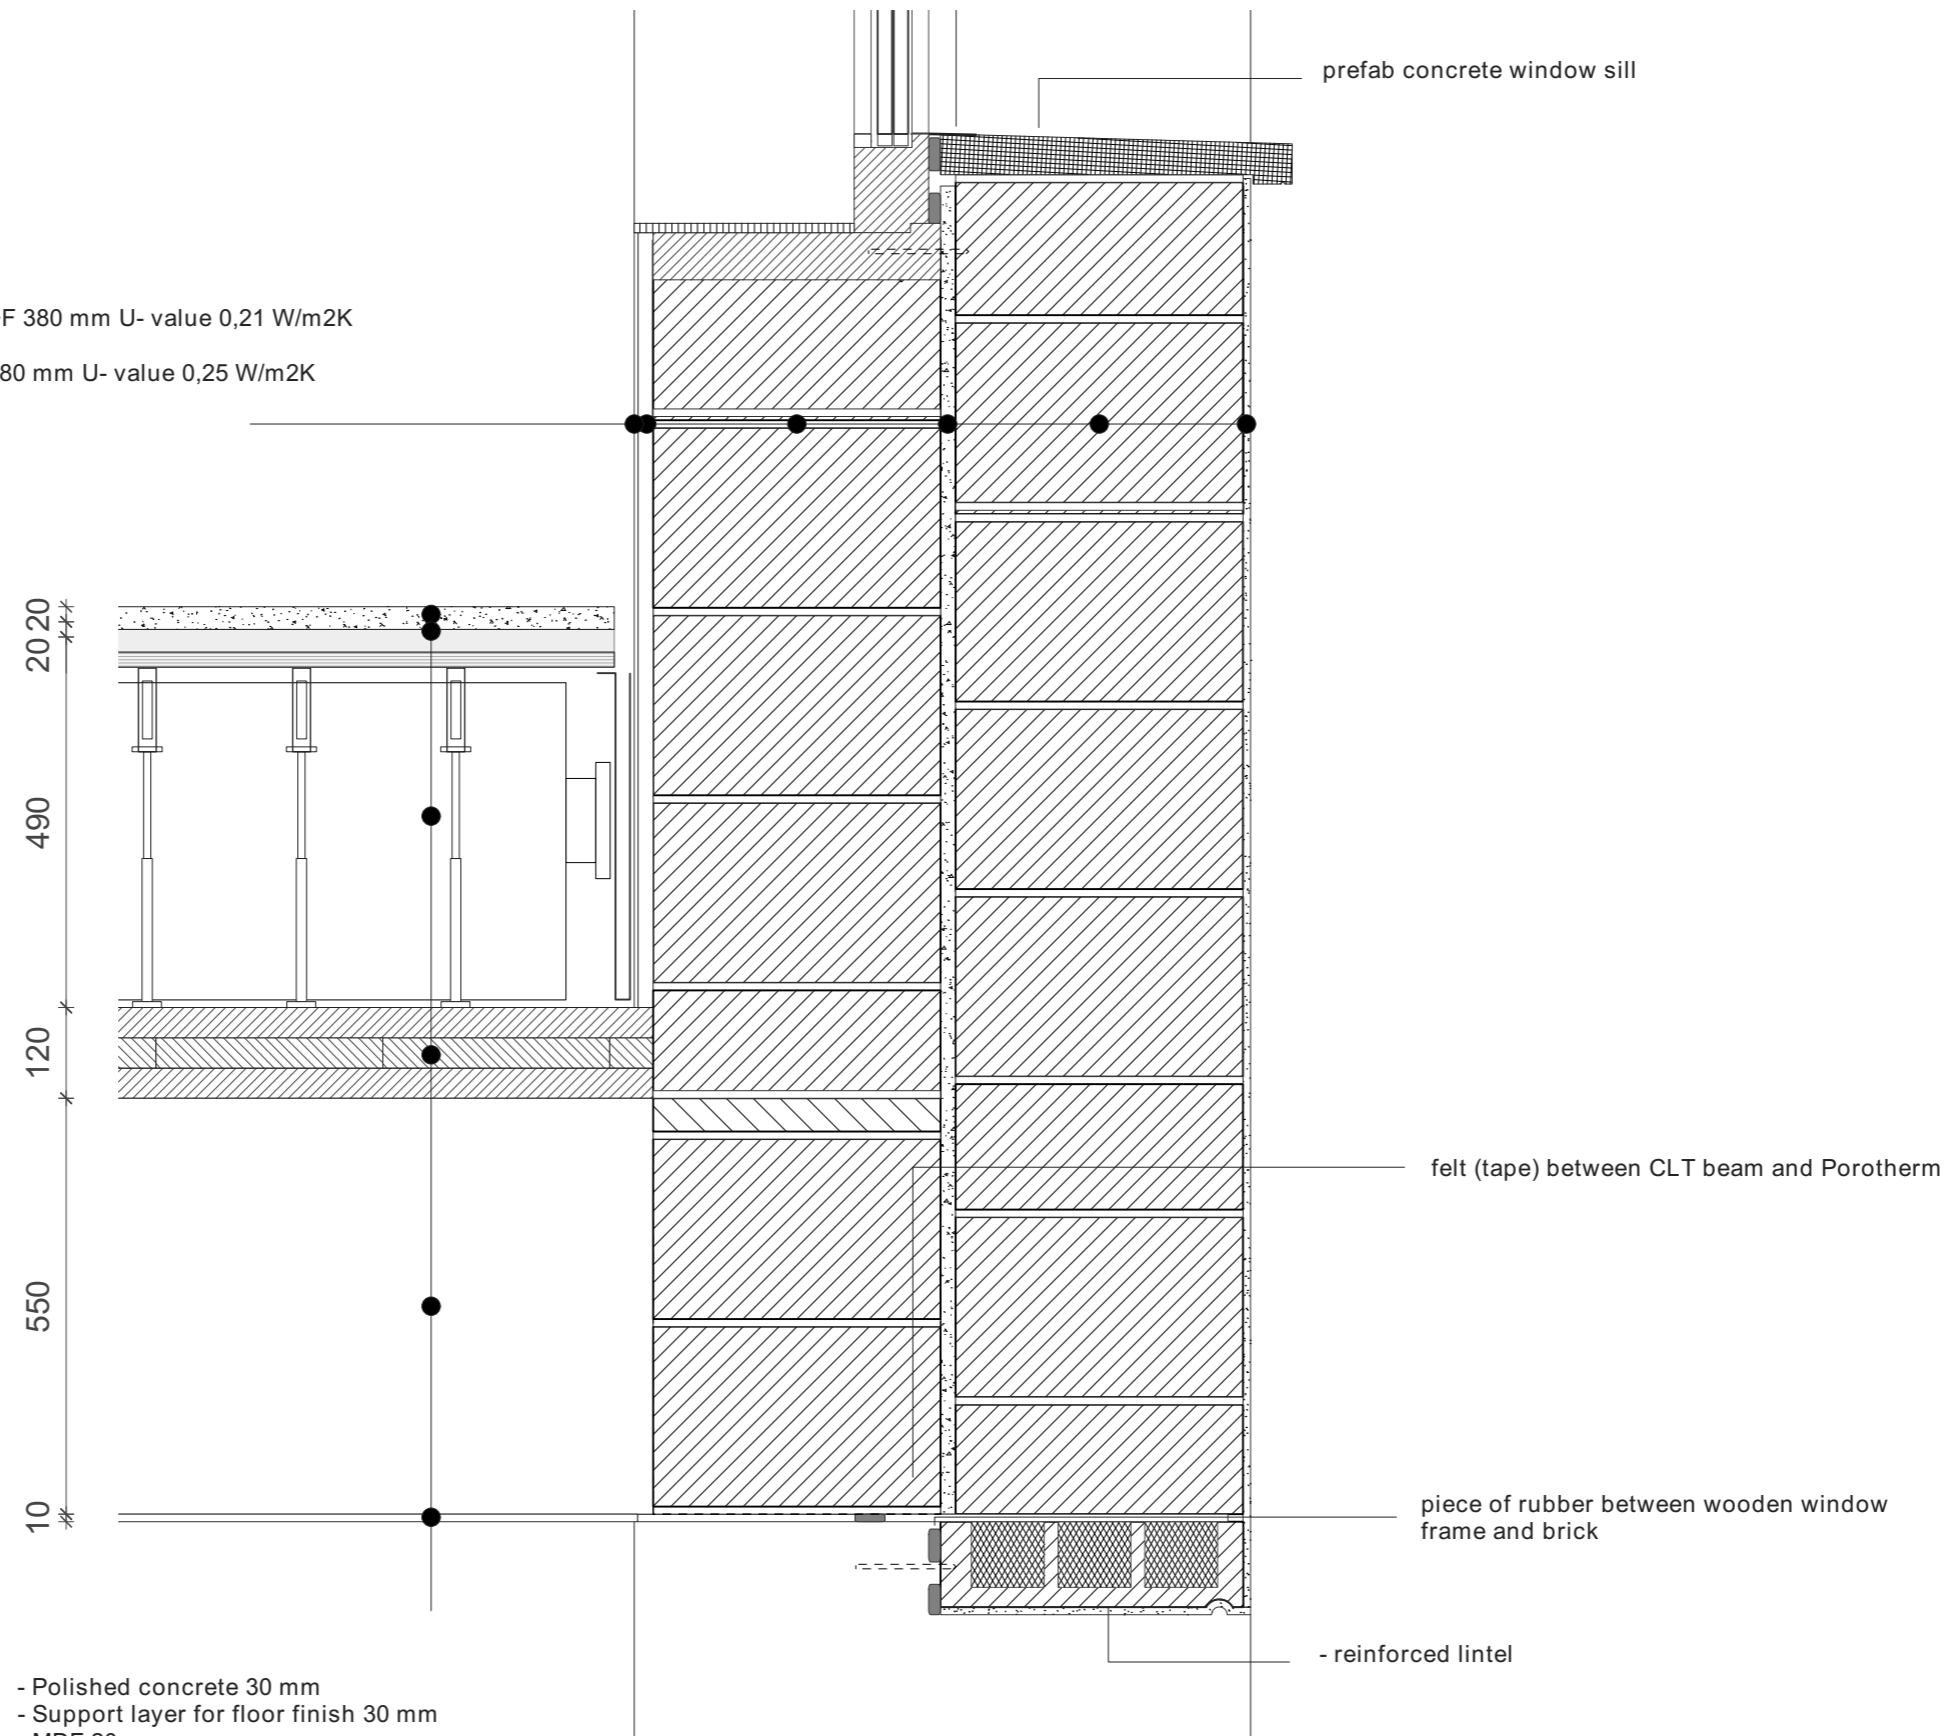 prefab concrete window sill
F 380 mm U- value 0,21 W/m2K
80 mm U- value 0,25 W/m2K
20
20
490
120
550
10
felt (tape) between CLT beam and Porotherm
piece of rubber between wooden window
frame and brick
- reinforced lintel
- Polished concrete 30 mm
- Support layer for floor finish 30 mm